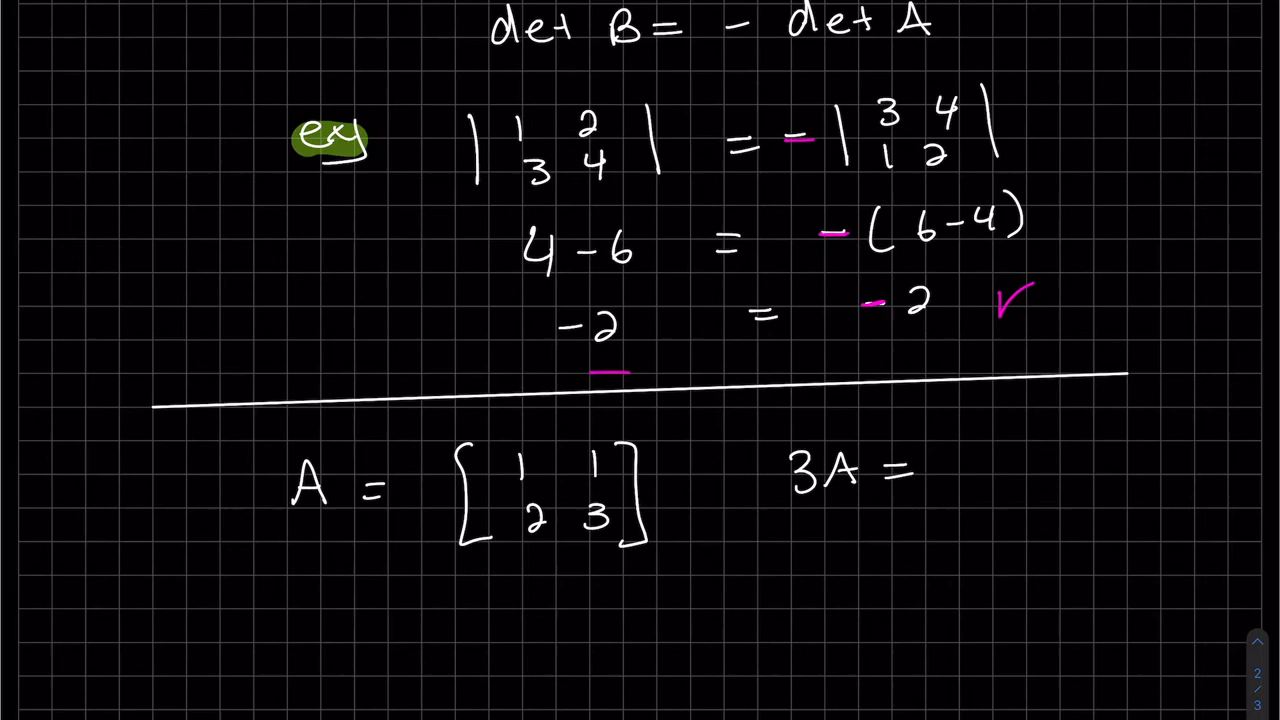 det B = - det A
ex | 1 2 | = - | 3 4 |
| 3 4 | | 1 2 |
4 - 6 = - ( 6 - 4 )
- 2 = - 2 ✓
A = [ 1 1 ] 3A =
[ 2 3 ]
2
/
3